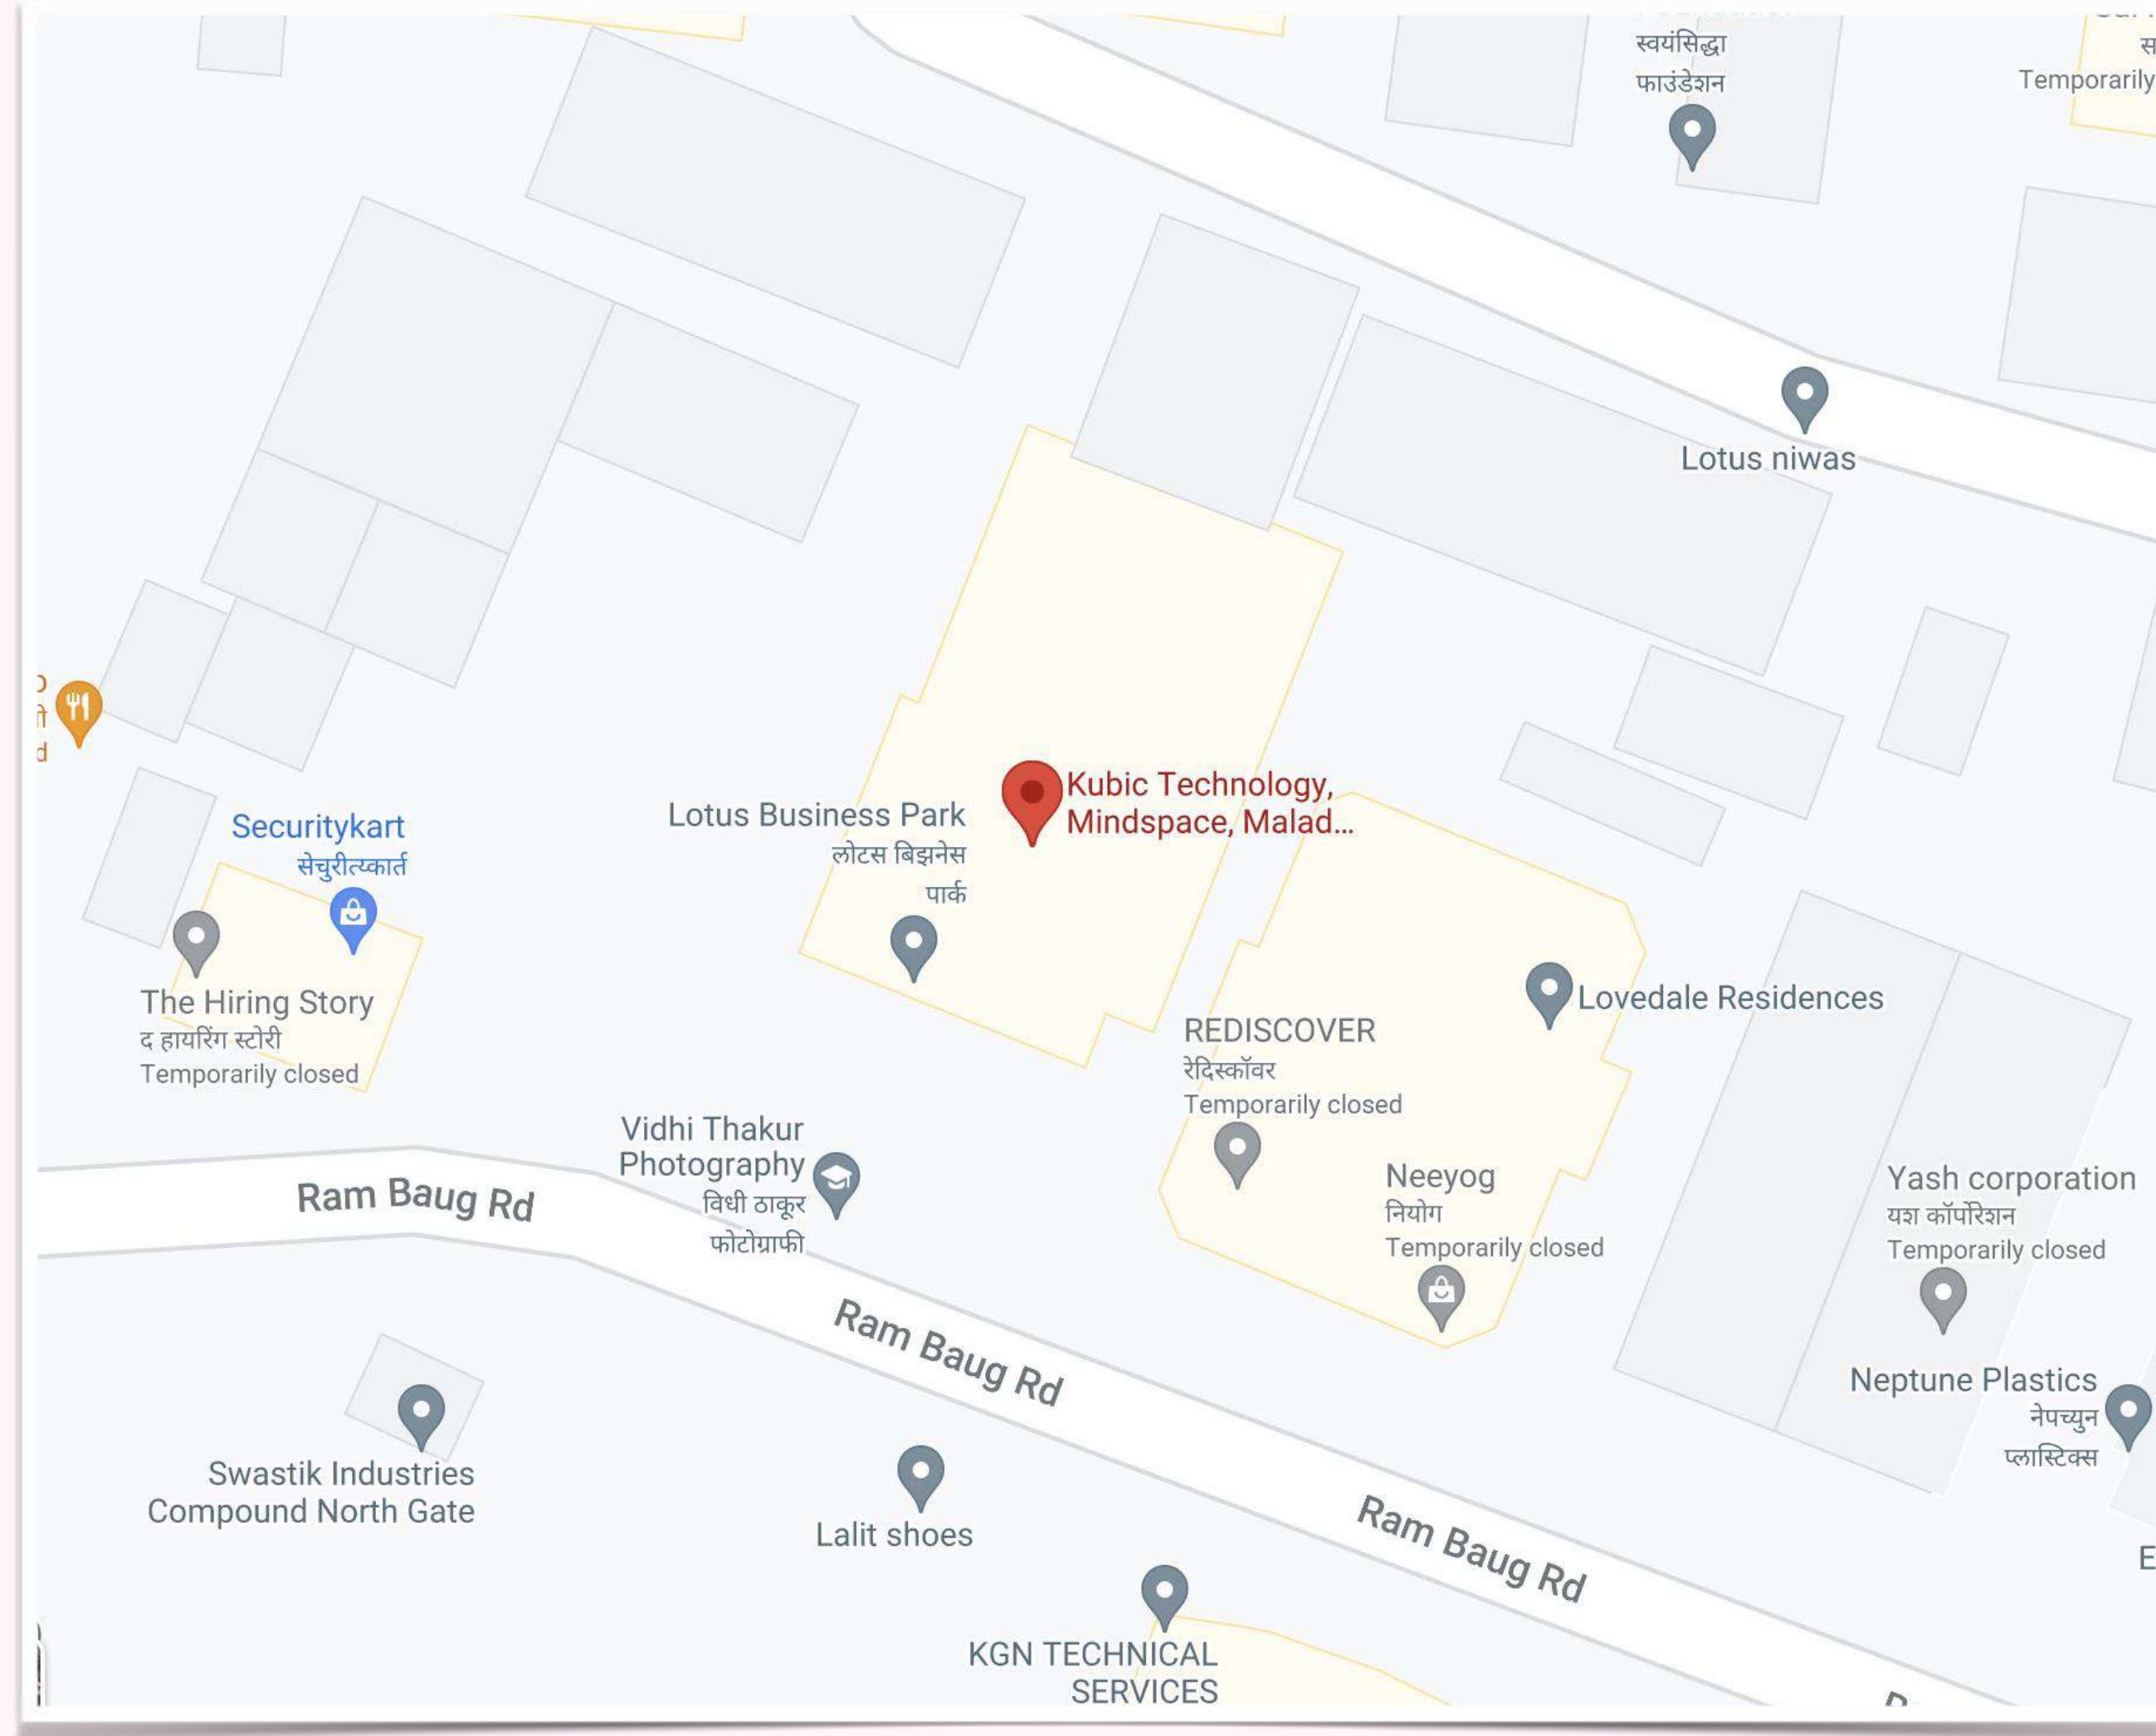 स्वयंसिद्धा
फाउंडेशन
Temporarily
Lotus niwas
Kubic Technology,
Mindspace, Malad...
Lotus Business Park
लोटस बिझनेस
पार्क
Securitykart
सेचुरीत्य्कार्त
The Hiring Story
द हायरिंग स्टोरी
Temporarily closed
Lovedale Residences
REDISCOVER
रेदिस्कॉवर
Temporarily closed
Vidhi Thakur
Photography
विधी ठाकूर
फोटोग्राफी
Neeyog
नियोग
Temporarily closed
Yash corporation
यश कॉर्पोरेशन
Temporarily closed
Ram Baug Rd
Ram Baug Rd
Neptune Plastics
नेपच्युन
प्लास्टिक्स
Swastik Industries
Compound North Gate
Lalit shoes
Ram Baug Rd
KGN TECHNICAL
SERVICES